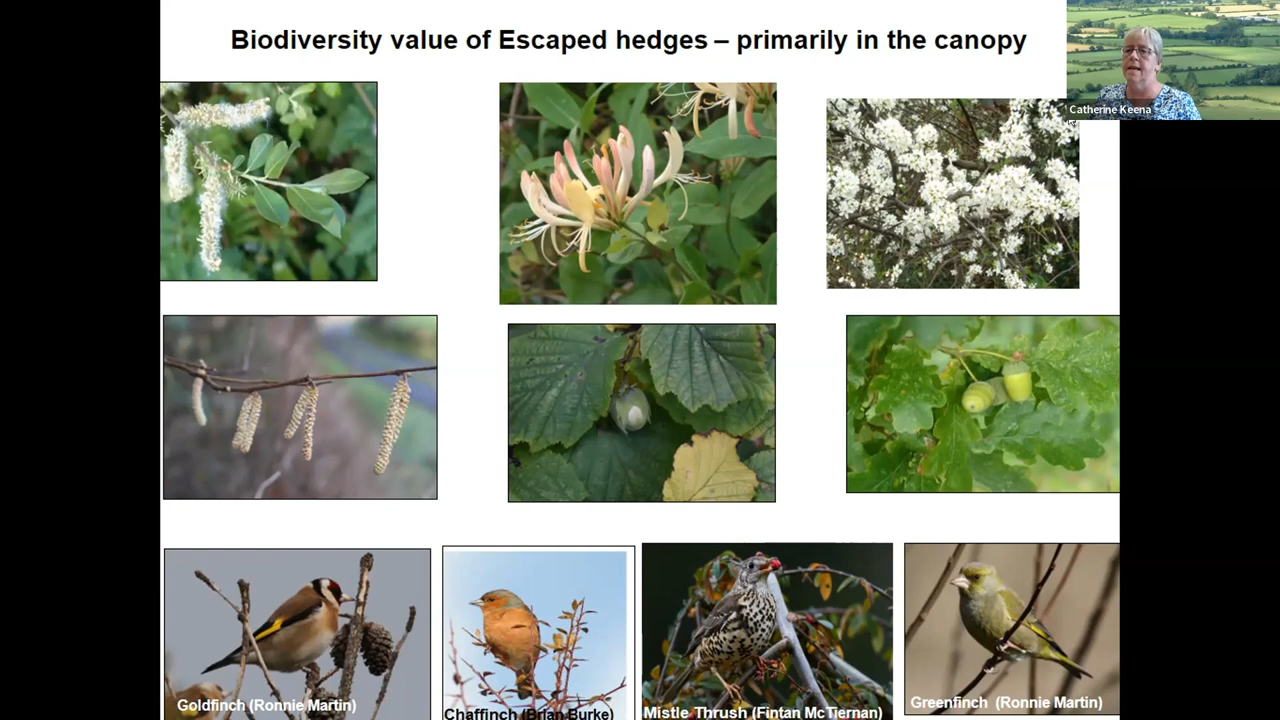 Biodiversity value of Escaped hedges – primarily in the canopy
Catherine Keena
Goldfinch (Ronnie Martin)
Chaffinch (Brian Burke)
Mistle Thrush (Fintan McTiernan)
Greenfinch (Ronnie Martin)